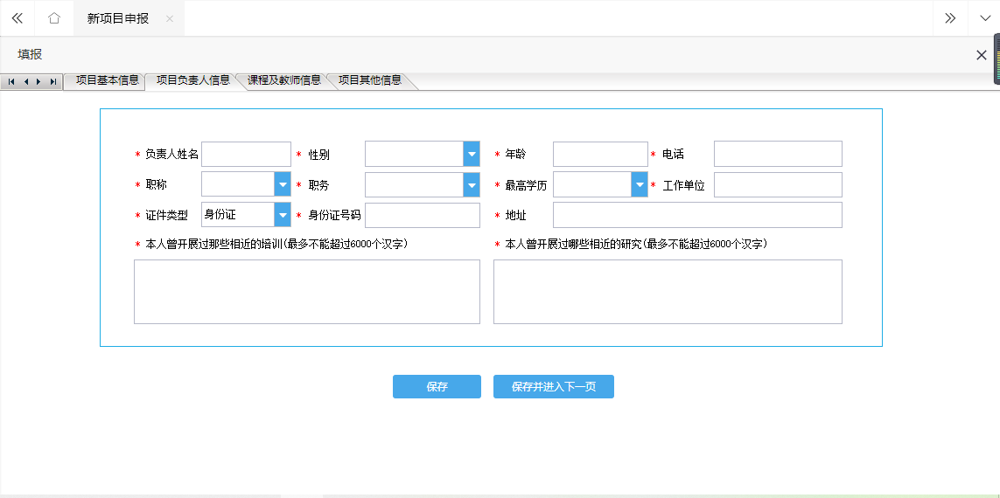 新项目申报
填报
项目基本信息 项目负责人信息 课程及教师信息 项目其他信息
* 负责人姓名 * 性别 * 年龄 * 电话
* 职称 * 职务 * 最高学历 * 工作单位
* 证件类型 身份证 * 身份证号码 * 地址
* 本人曾开展过那些相近的培训(最多不能超过6000个汉字) * 本人曾开展过哪些相近的研究(最多不能超过6000个汉字)
保存 保存并进入下一页